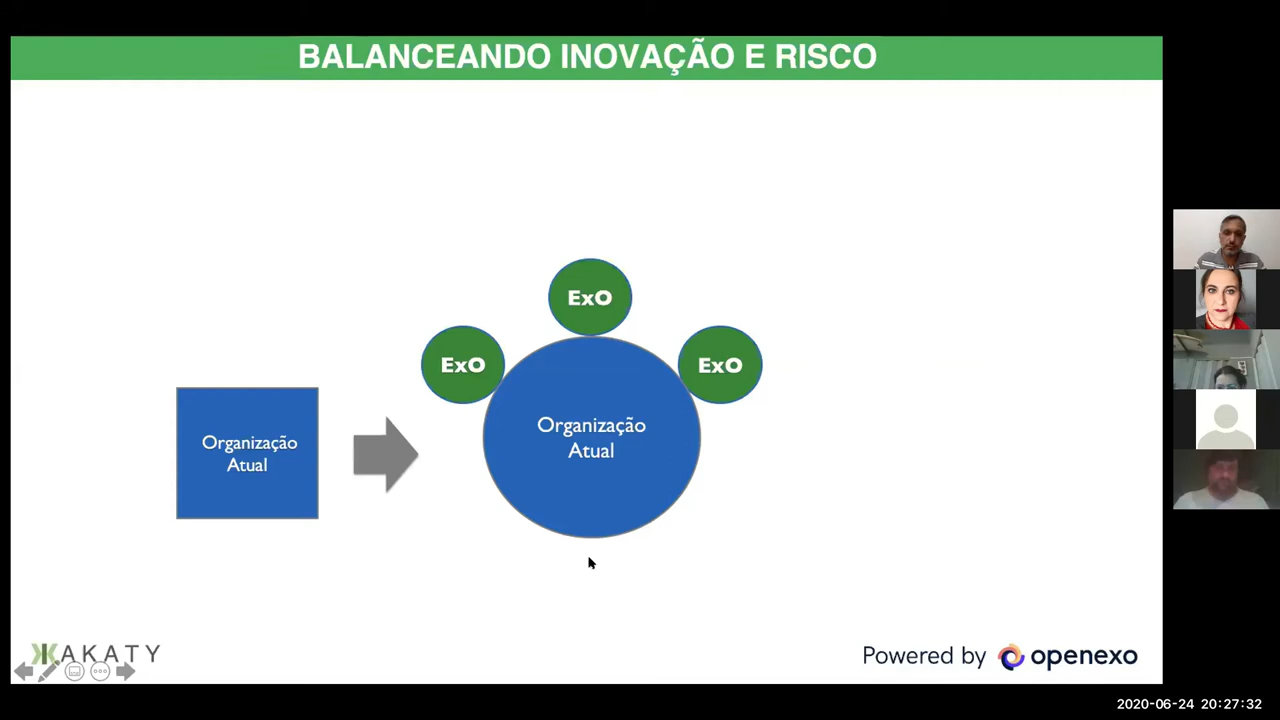 BALANCEANDO INOVAÇÃO E RISCO
ExO
ExO
ExO
Organização
Atual
Organização
Atual
KAKATY
Powered by openexo
2020-06-24 20:27:32